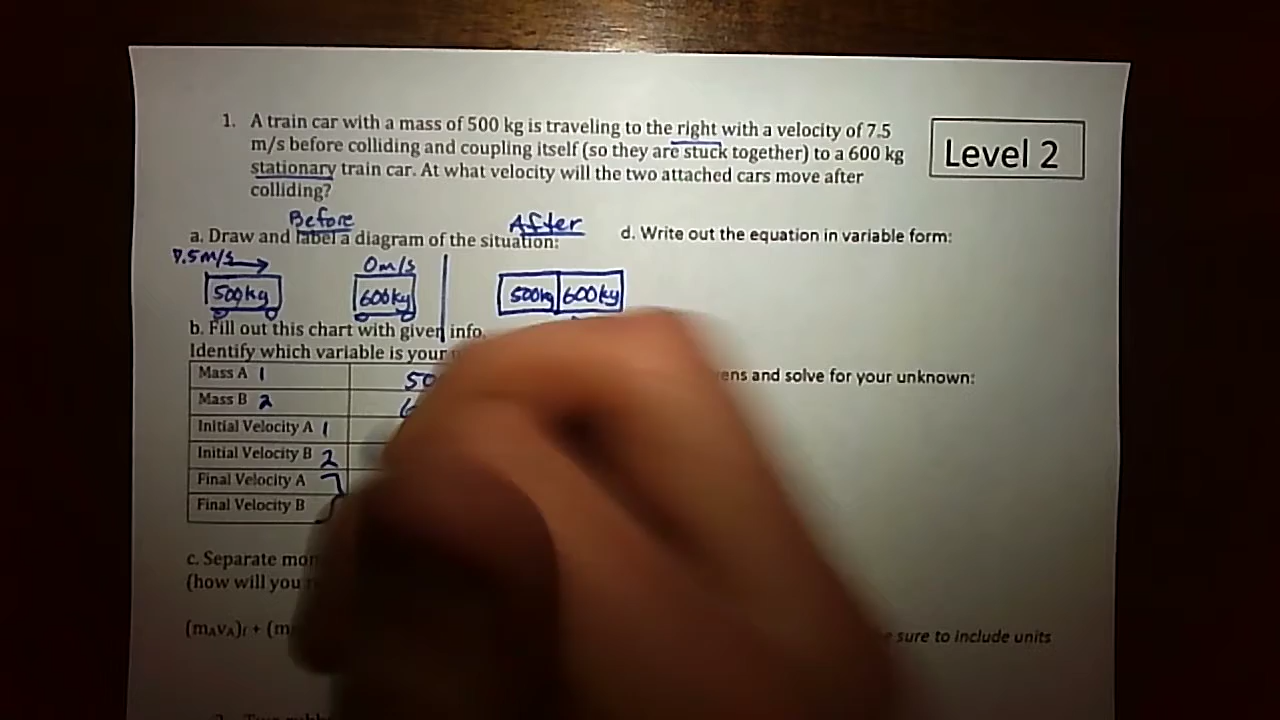 1. A train car with a mass of 500 kg is traveling to the right with a velocity of 7.5
m/s before colliding and coupling itself (so they are stuck together) to a 600 kg
stationary train car. At what velocity will the two attached cars move after
colliding?
Level 2
Before
After
a. Draw and label a diagram of the situation:
d. Write out the equation in variable form:
7.5m/s
0m/s
500kg
600kg
500kg 600kg
b. Fill out this chart with given info.
Identify which variable is your
Mass A 1
Mass B 2
Initial Velocity A 1
Initial Velocity B 2
Final Velocity A
Final Velocity B
and solve for your unknown:
c. Separate
(how will you
(mAvA)I + (m
sure to include units